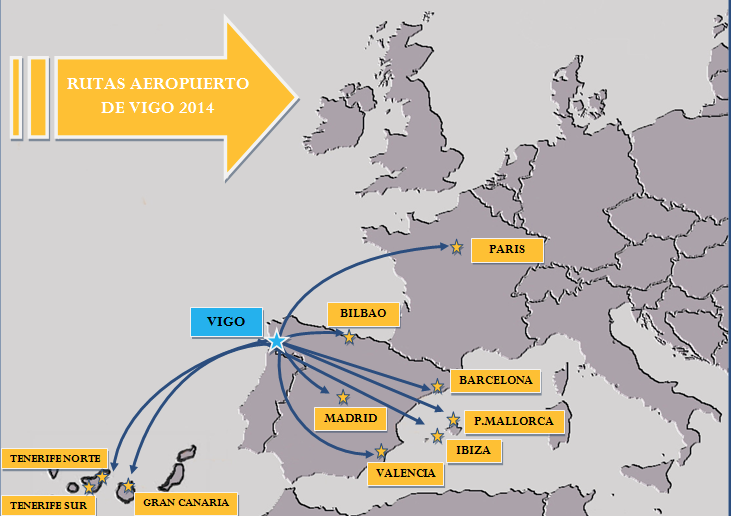 RUTAS AEROPUERTO
DE VIGO 2014
PARIS
VIGO
BILBAO
BARCELONA
MADRID
P.MALLORCA
IBIZA
VALENCIA
TENERIFE NORTE
TENERIFE SUR
GRAN CANARIA